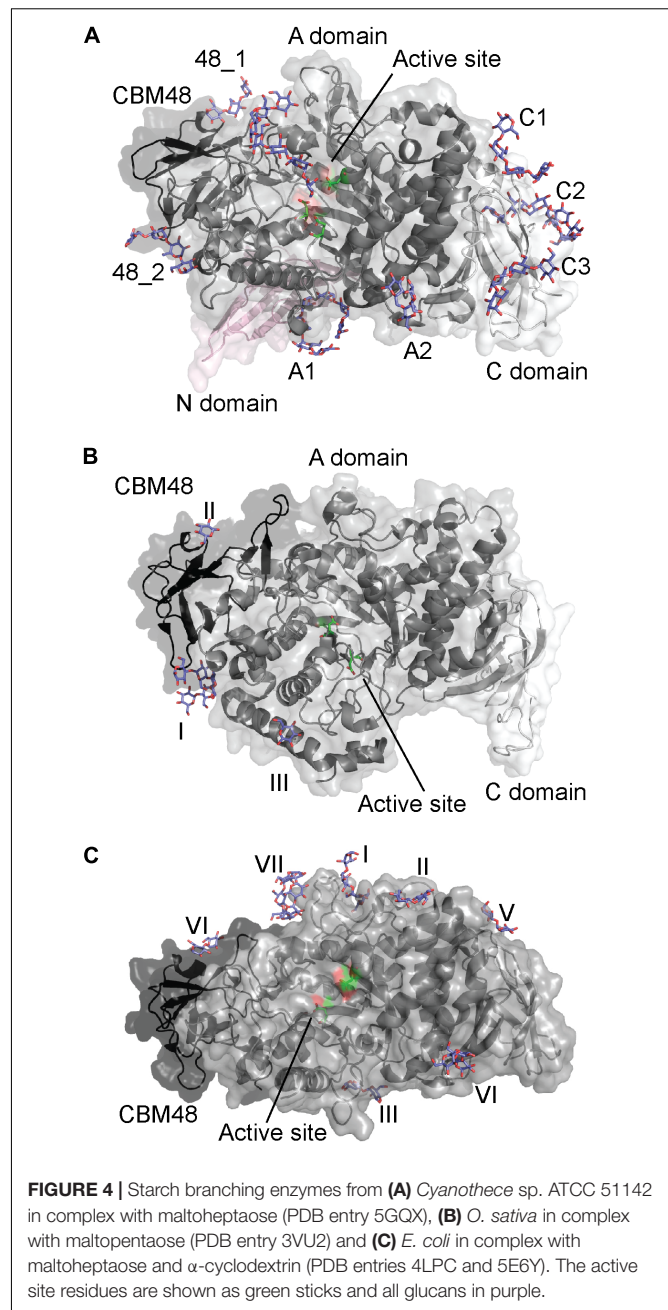 A
A domain
48_1
Active site
CBM48
C1
C2
C3
48_2
A1
A2
C domain
N domain
B
A domain
CBM48
II
I
III
Active site
C domain
C
VII
I
II
V
VI
Active site
III
VI
CBM48
FIGURE 4 | Starch branching enzymes from (A) Cyanothece sp. ATCC 51142
in complex with maltoheptaose (PDB entry 5GQX), (B) O. sativa in complex
with maltopentaose (PDB entry 3VU2) and (C) E. coli in complex with
maltoheptaose and α-cyclodextrin (PDB entries 4LPC and 5E6Y). The active
site residues are shown as green sticks and all glucans in purple.